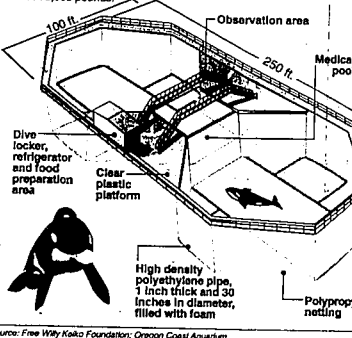 100 ft.
Observation area
250 ft.
Medica
poo
Dive
locker,
refrigerator
and food
preparation
area
Clear
plastic
platform
High density
polyethylene pipe,
1 inch thick and 30
inches in diameter,
filled with foam
Polyprop
netting
urce: Free Willy Keiko Foundation; Oregon Coast Aquarium